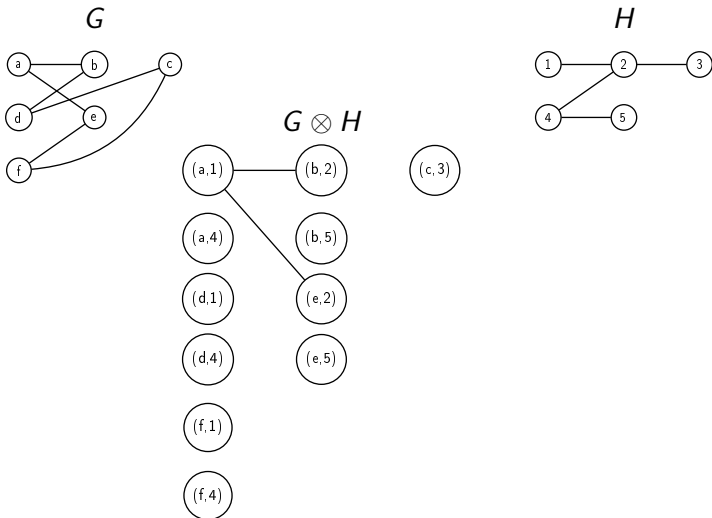 G
H
a b c
1 2 3
d e
4 5
G ⊗ H
f
(a,1) (b,2) (c,3)
(a,4) (b,5)
(d,1) (e,2)
(d,4) (e,5)
(f,1)
(f,4)